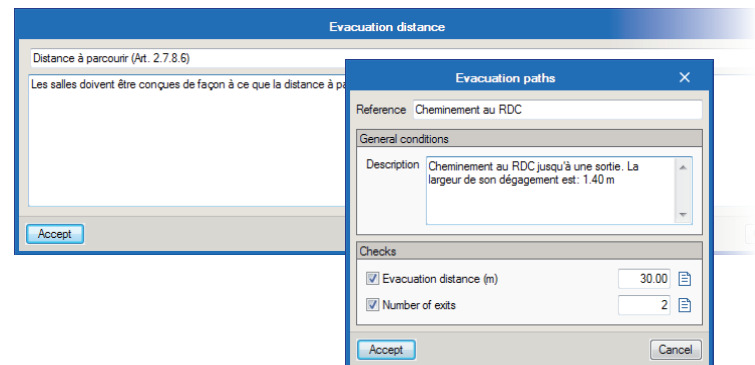 Evacuation distance
Distance à parcourir (Art. 2.7.8.6)
Les salles doivent être conçues de façon à ce que la distance à
Accept
Evacuation paths
Reference Cheminement au RDC
General conditions
Description Cheminement au RDC jusqu'à une sortie. La
largeur de son dégagement est: 1.40 m
Checks
Evacuation distance (m) 30.00
Number of exits 2
Accept Cancel